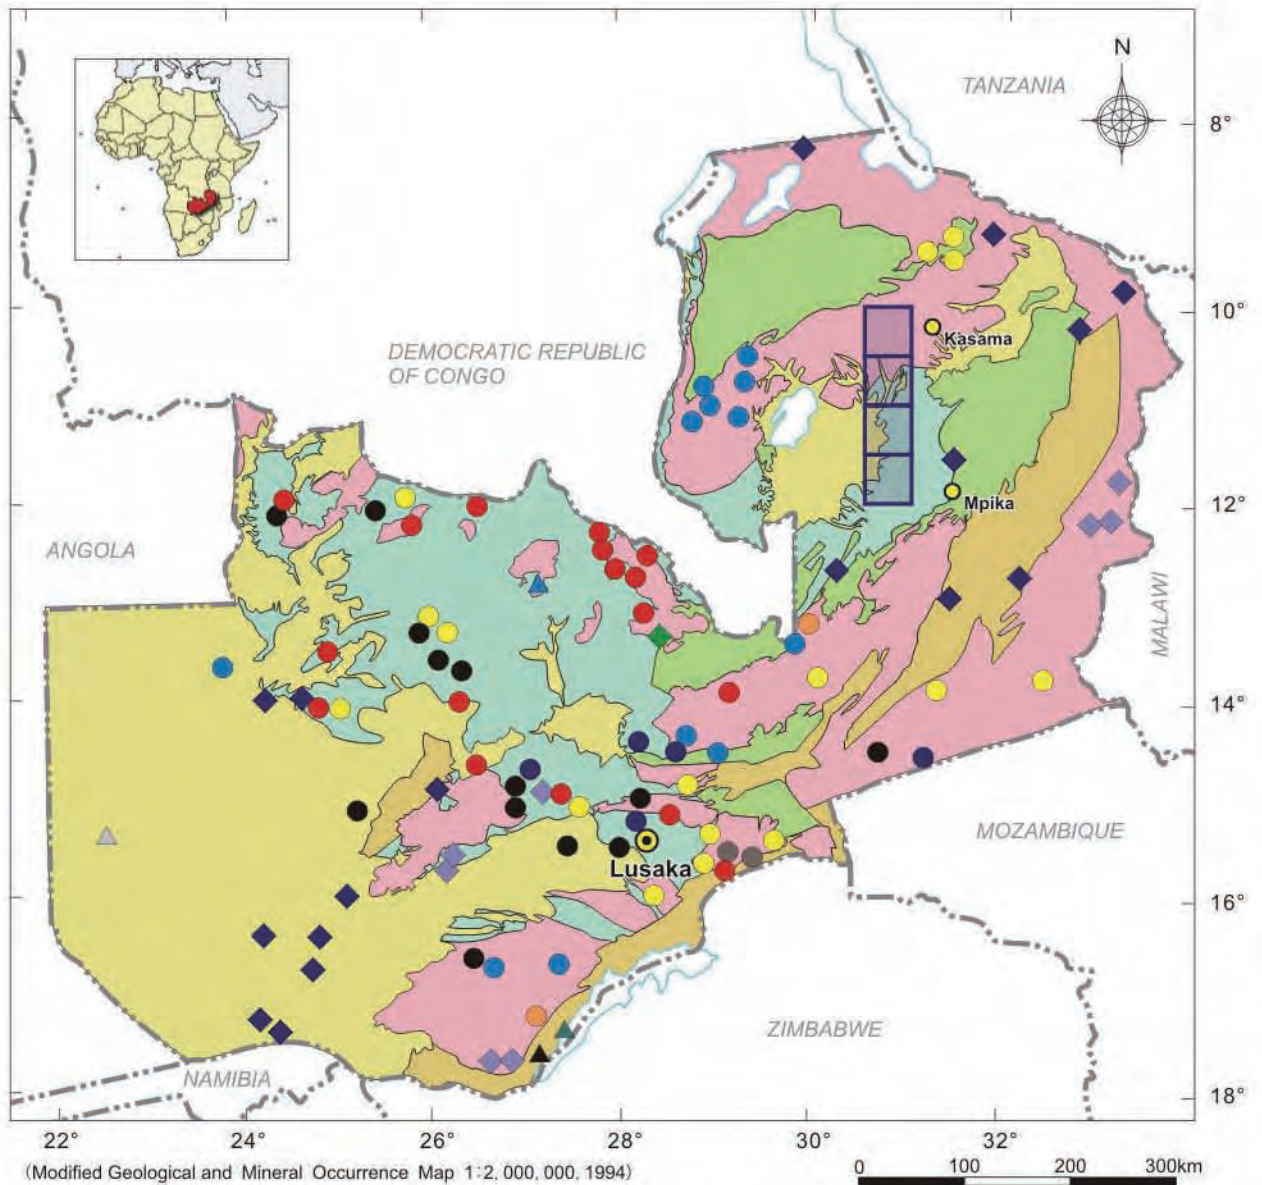 N
TANZANIA
8°
10°
Kasama
DEMOCRATIC REPUBLIC
OF CONGO
12°
Mpika
ANGOLA
MALAWI
14°
MOZAMBIQUE
Lusaka
16°
ZIMBABWE
NAMIBIA
18°
22° 24° 26° 28° 30° 32°
(Modified Geological and Mineral Occurrence Map 1:2,000,000,1994)
0 100 200 300km